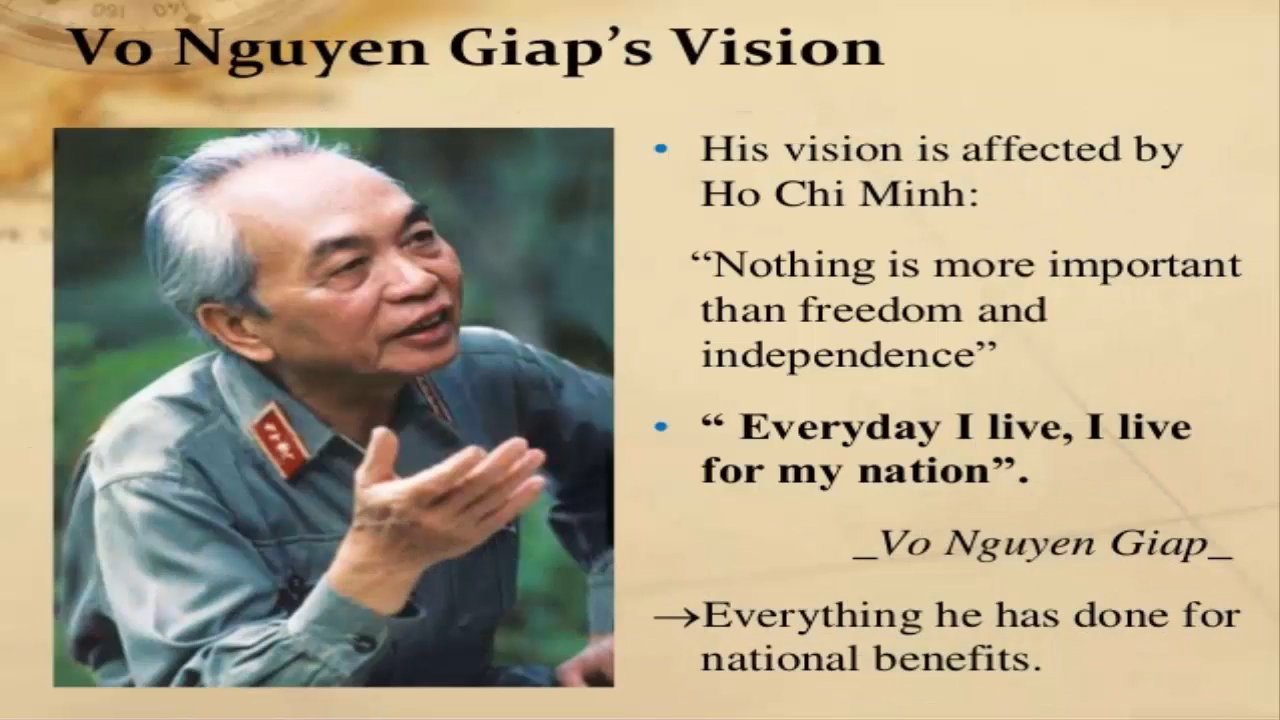 Vo Nguyen Giap’s Vision
• His vision is affected by
Ho Chi Minh:
“Nothing is more important
than freedom and
independence”
• “ Everyday I live, I live
for my nation”.
_Vo Nguyen Giap_
→Everything he has done for
national benefits.